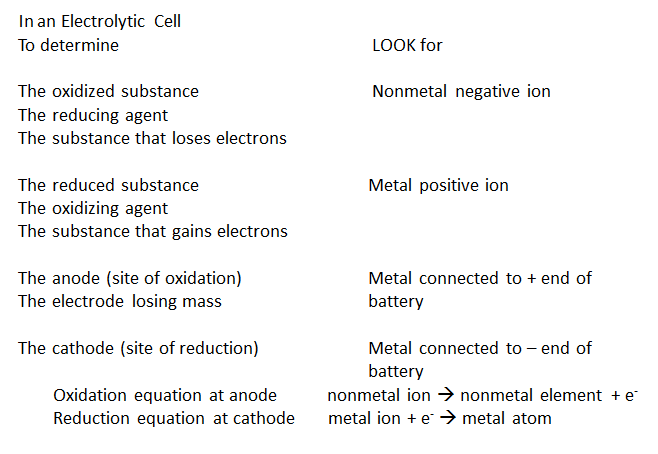 In an Electrolytic Cell
To determine LOOK for
The oxidized substance Nonmetal negative ion
The reducing agent
The substance that loses electrons
The reduced substance Metal positive ion
The oxidizing agent
The substance that gains electrons
The anode (site of oxidation) Metal connected to + end of
The electrode losing mass battery
The cathode (site of reduction) Metal connected to – end of
battery
Oxidation equation at anode nonmetal ion → nonmetal element + e⁻
Reduction equation at cathode metal ion + e⁻ → metal atom